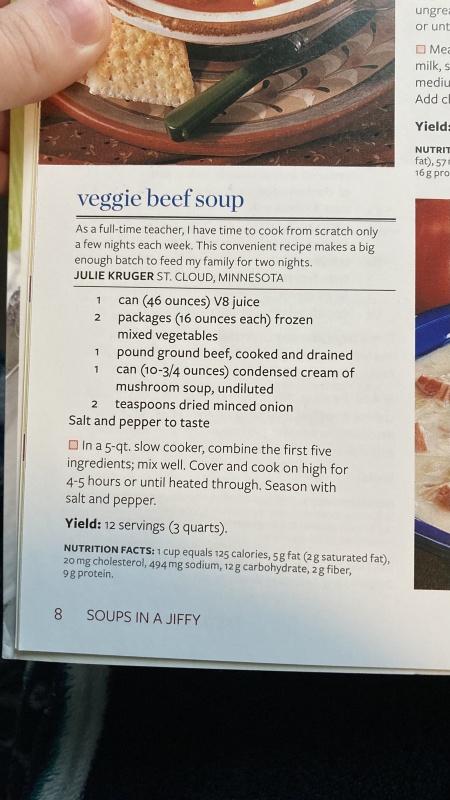 veggie beef soup
As a full-time teacher, I have time to cook from scratch only
a few nights each week. This convenient recipe makes a big
enough batch to feed my family for two nights.
JULIE KRUGER ST. CLOUD, MINNESOTA
1 can (46 ounces) V8 juice
2 packages (16 ounces each) frozen
mixed vegetables
1 pound ground beef, cooked and drained
1 can (10-3/4 ounces) condensed cream of
mushroom soup, undiluted
2 teaspoons dried minced onion
Salt and pepper to taste
In a 5-qt. slow cooker, combine the first five
ingredients; mix well. Cover and cook on high for
4-5 hours or until heated through. Season with
salt and pepper.
Yield: 12 servings (3 quarts).
NUTRITION FACTS: 1 cup equals 125 calories, 5 g fat (2 g saturated fat),
20 mg cholesterol, 494 mg sodium, 12 g carbohydrate, 2 g fiber,
9 g protein.
8 SOUPS IN A JIFFY
or
milk, s
Add
Yield:
fat), 57
16 g